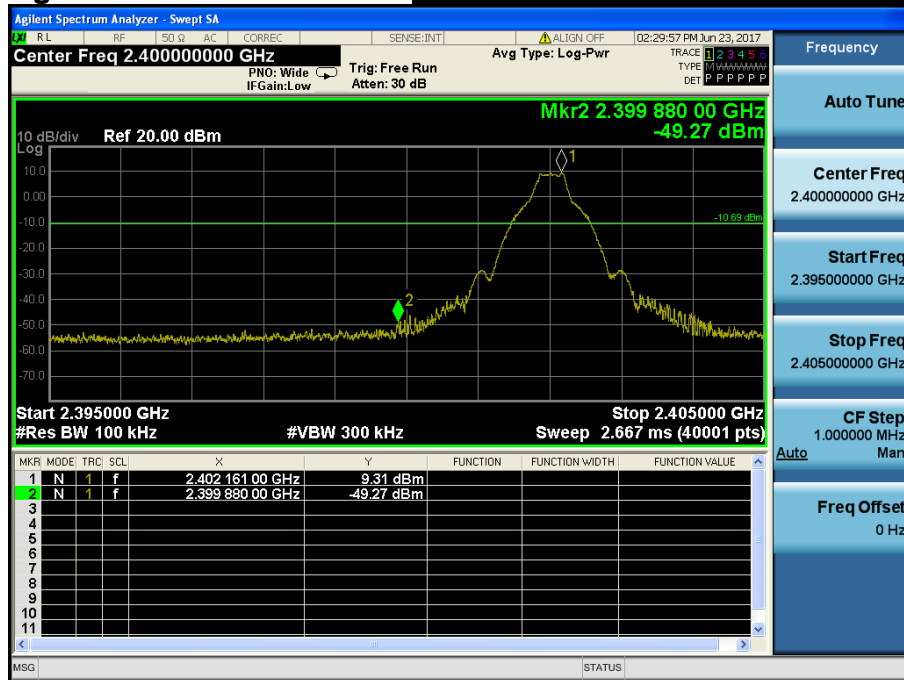 Agilent Spectrum Analyzer - Swept SA
LXI RL RF 50 Ω AC CORREC SENSE:INT ALIGN OFF 02:29:57 PM Jun 23, 2017
Center Freq 2.400000000 GHz
PNO: Wide
IFGain:Low
Trig: Free Run
Atten: 30 dB
Avg Type: Log-Pwr
TRACE 1 2 3 4 5 6
TYPE M W W W W W
DET P P P P P P
Mkr2 2.399 880 00 GHz
-49.27 dBm
10 dB/div
Log
Ref 20.00 dBm
10.0
0.00
-10.0
-20.0
-30.0
-40.0
-50.0
-60.0
-70.0
1
-10.69 dBm
2
Start 2.395000 GHz
Stop 2.405000 GHz
#Res BW 100 kHz
#VBW 300 kHz
Sweep 2.667 ms (40001 pts)
MKR MODE TRC SCL X Y FUNCTION FUNCTION WIDTH FUNCTION VALUE
1 N 1 f 2.402 161 00 GHz 9.31 dBm
2 N 1 f 2.399 880 00 GHz -49.27 dBm
3
4
5
6
7
8
9
10
11
MSG
STATUS
Frequency
Auto Tune
Center Freq
2.400000000 GHz
Start Freq
2.395000000 GHz
Stop Freq
2.405000000 GHz
CF Step
1.000000 MHz
Auto Man
Freq Offset
0 Hz